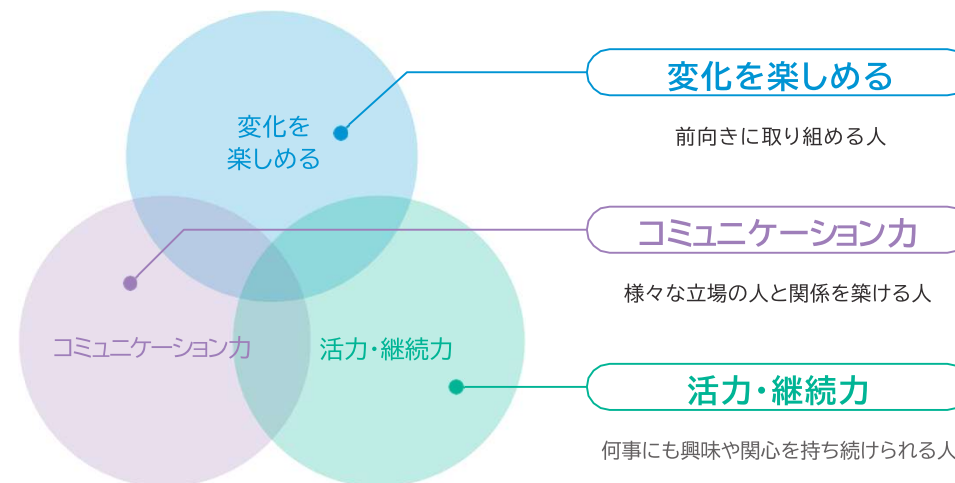 変化を
楽しめる
コミュニケーション力
活力・継続力
変化を楽しめる
前向きに取り組める人
コミュニケーション力
様々な立場の人と関係を築ける人
活力・継続力
何事にも興味や関心を持ち続けられる人